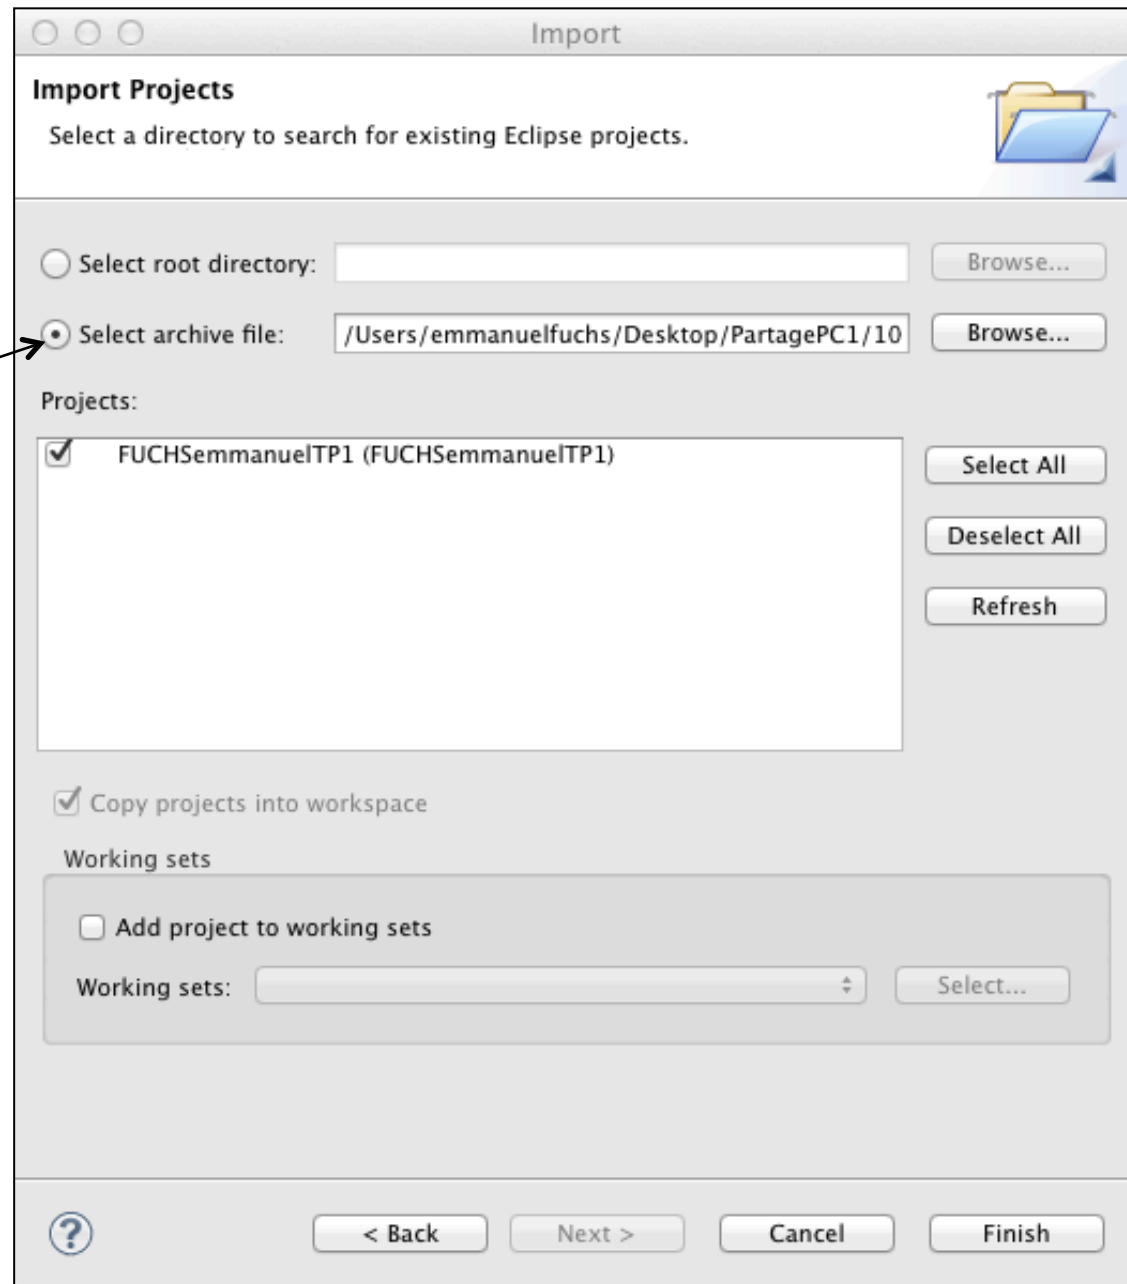 Import
Import Projects
Select a directory to search for existing Eclipse projects.
Select root directory: Browse...
Select archive file: /Users/emmanuelfuchs/Desktop/PartagePC1/10 Browse...
Projects:
FUCHSemmanuelTP1 (FUCHSemmanuelTP1)
Select All
Deselect All
Refresh
Copy projects into workspace
Working sets
Add project to working sets
Working sets: Select...
? < Back Next > Cancel Finish